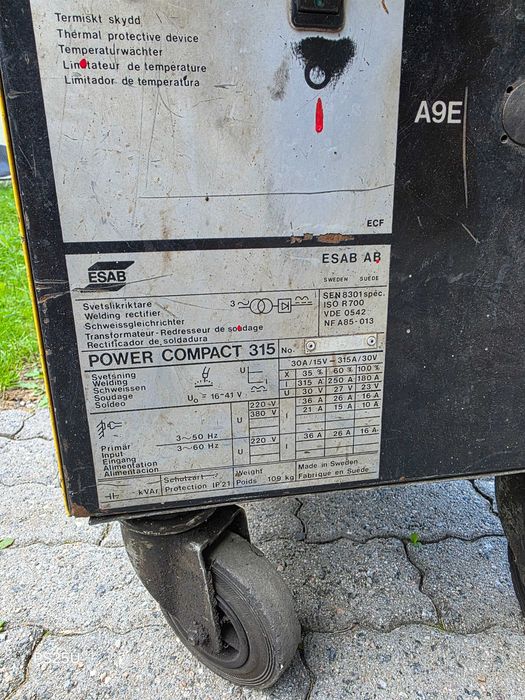 Termiskt skydd
Thermal protective device
Temperaturwächter
Limitateur de temperature
Limitador de temperatura
A9E
ECF
ESAB
ESAB AB
SWEDEN SUEDE
Svetslikriktare
Welding rectifier
Schweissgleichrichter
Transformateur-Redresseur de soudage
Rectificador de soldadura
3~
SEN 8301 spéc.
ISO R700
VDE 0542
NF A85-013
POWER COMPACT 315
No
Svetsning
Welding
Schweissen
Soudage
Soldeo
U₀ = 16-41 V
30A/15V - 315A/30V
X 35 % 60 % 100 %
I 315 A 250 A 180 A
U 30 V 27 V 23 V
U 220 V I 36 A 26 A 16 A
380 V 21 A 15 A 10 A
Primär
Input
Eingang
Alimentation
Alimentacion
3~50 Hz
3~60 Hz
U 220 V I 36 A 26 A 16 A
kVAr
Schutzart
Protection IP 21
Weight
Poids 109 kg
Made in Sweden
Fabriqué en Suède